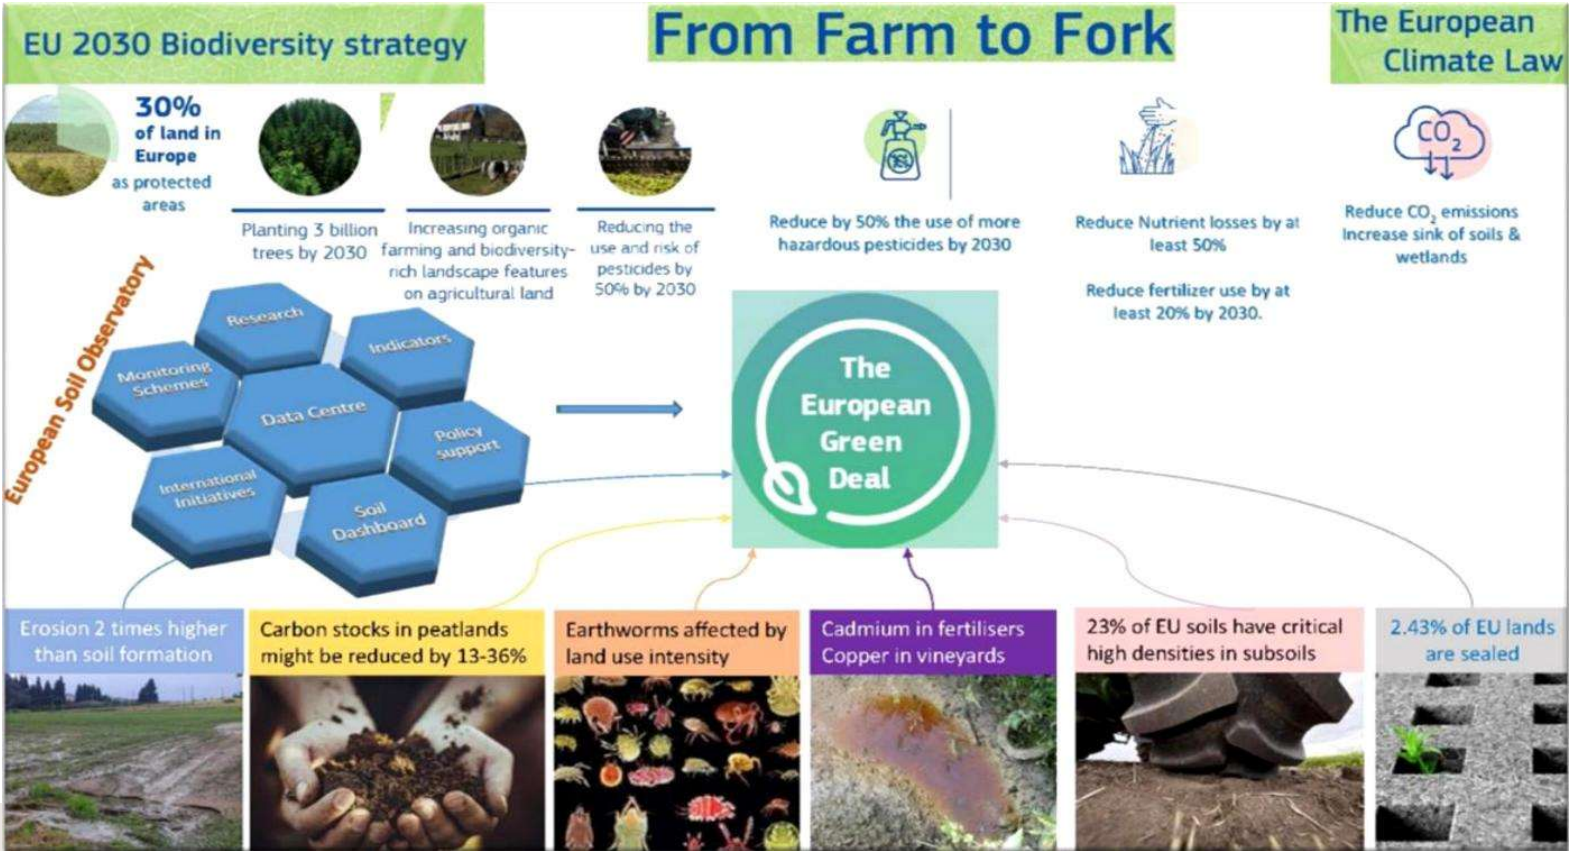 EU 2030 Biodiversity strategy
From Farm to Fork
The European
Climate Law
30%
of land in
Europe
as protected
areas
Planting 3 billion
trees by 2030
Increasing organic
farming and biodiversity-
rich landscape features
on agricultural land
Reducing the
use and risk of
pesticides by
50% by 2030
Reduce by 50% the use of more
hazardous pesticides by 2030
Reduce Nutrient losses by at
least 50%
Reduce fertilizer use by at
least 20% by 2030.
CO2
Reduce CO2 emissions
Increase sink of soils &
wetlands
European Soil Observatory
Research
Indicators
Monitoring
Schemes
Data Centre
Policy
support
International
Initiatives
Soil
Dashboard
The
European
Green
Deal
Erosion 2 times higher
than soil formation
Carbon stocks in peatlands
might be reduced by 13-36%
Earthworms affected by
land use intensity
Cadmium in fertilisers
Copper in vineyards
23% of EU soils have critical
high densities in subsoils
2.43% of EU lands
are sealed